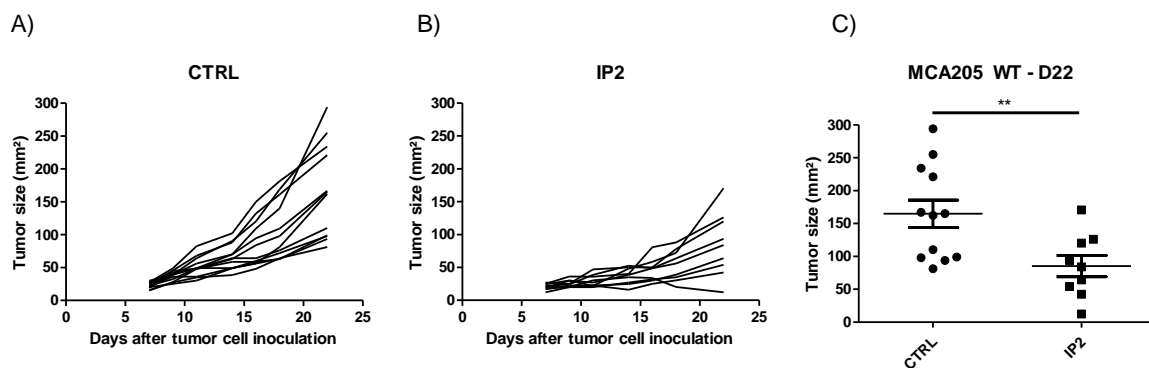 A)
B)
C)
CTRL
IP2
MCA205 WT - D22
**
Tumor size (mm²)
300
250
200
150
100
50
0
0 5 10 15 20 25
Days after tumor cell inoculation
Tumor size (mm²)
300
250
200
150
100
50
0
0 5 10 15 20 25
Days after tumor cell inoculation
Tumor size (mm²)
300
250
200
150
100
50
0
CTRL
IP2